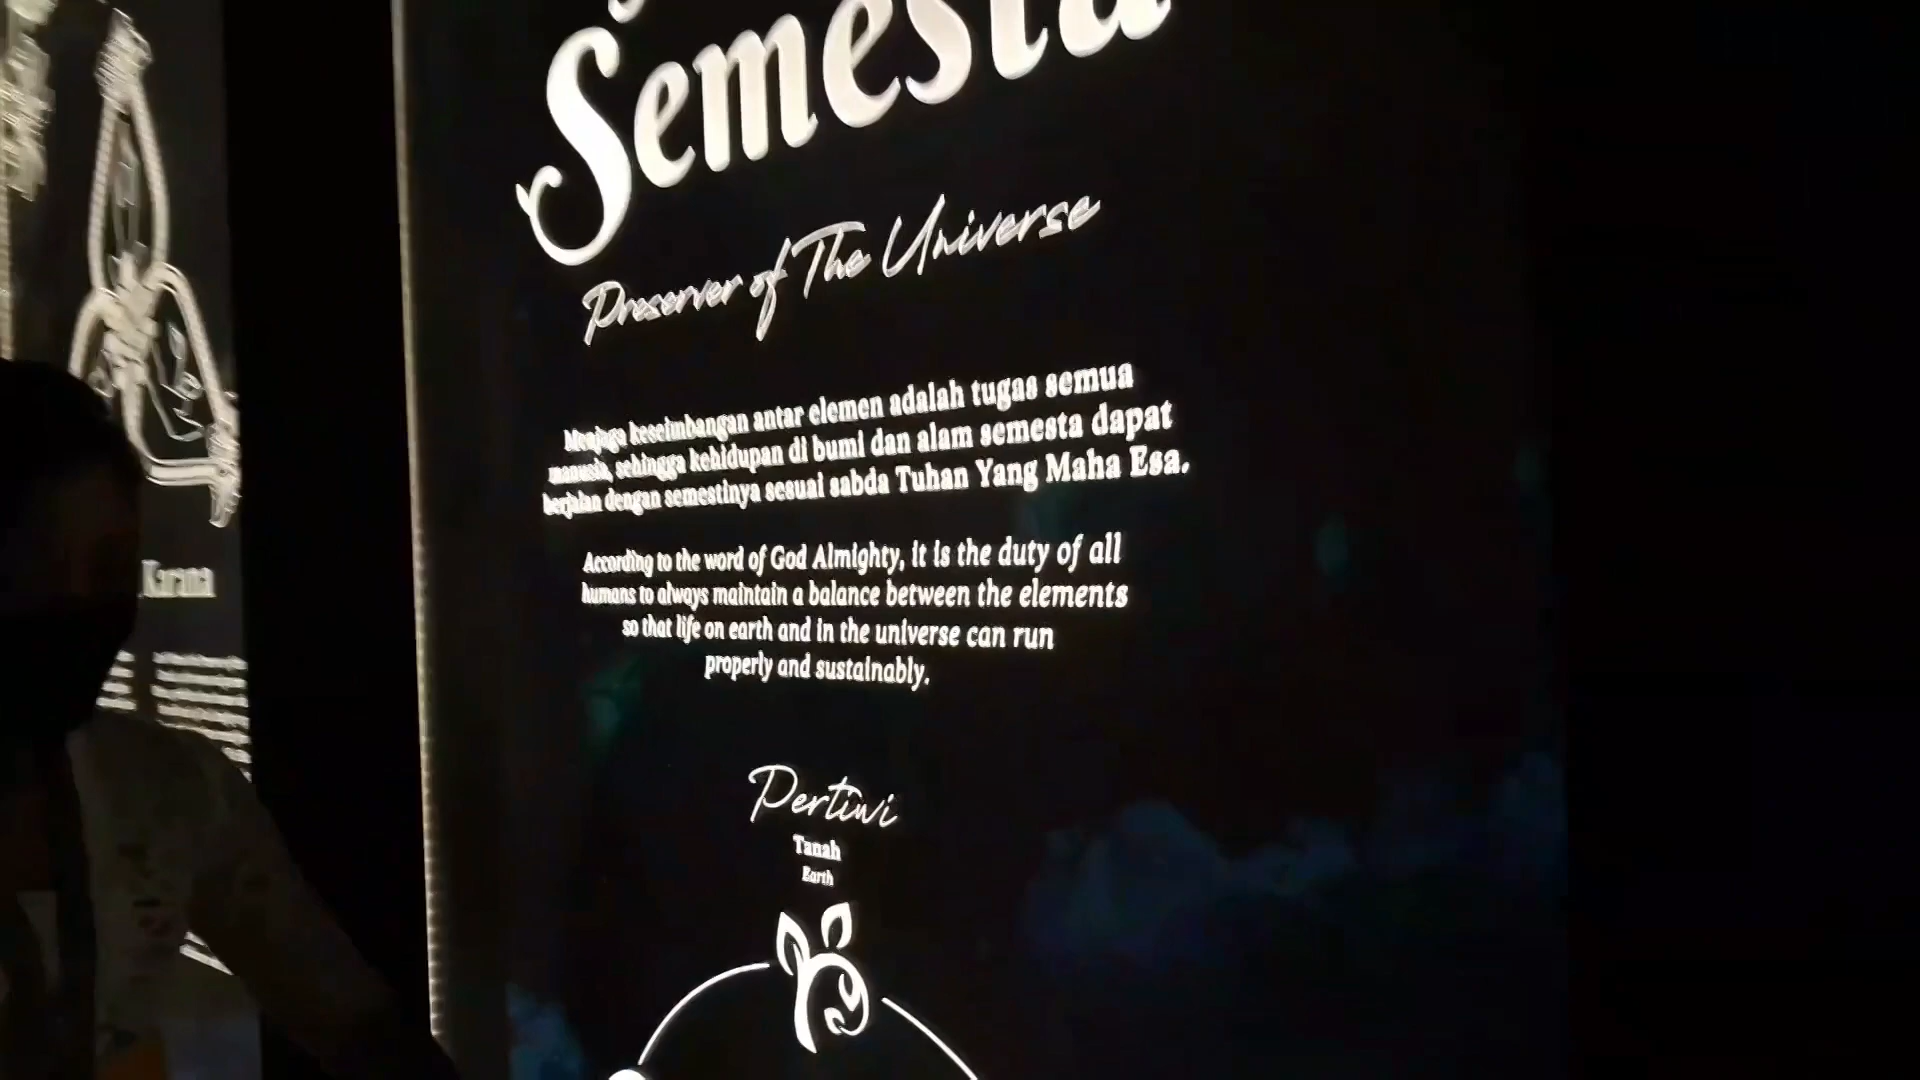 Semesta
Preserver of The Universe
Menjaga keseimbangan antar elemen adalah tugas semua
manusia, sehingga kehidupan di bumi dan alam semesta dapat
berjalan dengan semestinya sesuai sabda Tuhan Yang Maha Esa.
According to the word of God Almighty, it is the duty of all
humans to always maintain a balance between the elements
so that life on earth and in the universe can run
properly and sustainably.
Pertiwi
Tanah
Earth
Karana